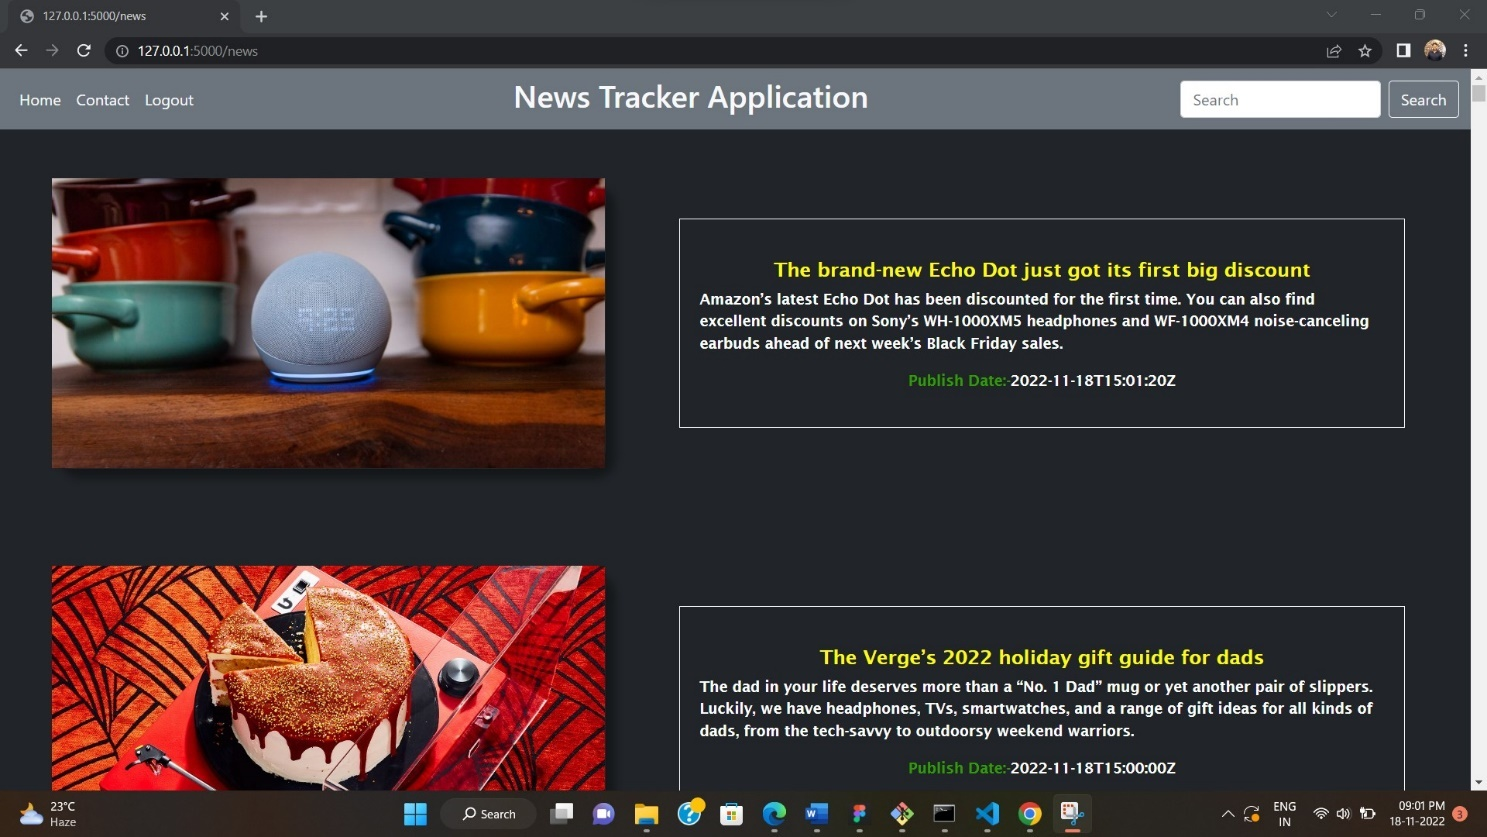 127.0.0.1:5000/news
127.0.0.1:5000/news
Home Contact Logout
News Tracker Application
Search
Search
The brand-new Echo Dot just got its first big discount
Amazon’s latest Echo Dot has been discounted for the first time. You can also find
excellent discounts on Sony’s WH-1000XM5 headphones and WF-1000XM4 noise-canceling
earbuds ahead of next week’s Black Friday sales.
Publish Date:-2022-11-18T15:01:20Z
The Verge’s 2022 holiday gift guide for dads
The dad in your life deserves more than a “No. 1 Dad” mug or yet another pair of slippers.
Luckily, we have headphones, TVs, smartwatches, and a range of gift ideas for all kinds of
dads, from the tech-savvy to outdoorsy weekend warriors.
Publish Date:-2022-11-18T15:00:00Z
23°C
Haze
Search
ENG
IN
09:01 PM
18-11-2022
3